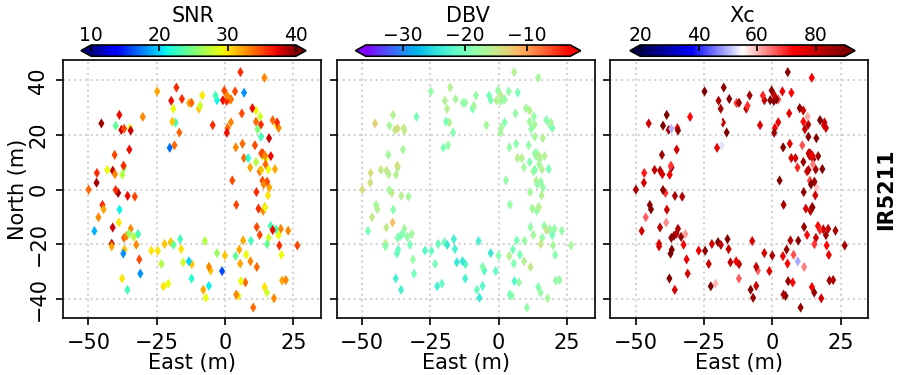 SNR DBV Xc
10 20 30 40 −30 −20 −10 20 40 60 80
40
20
0
−20
−40
North (m)
IR5211
−50 −25 0 25 −50 −25 0 25 −50 −25 0 25
East (m) East (m) East (m)